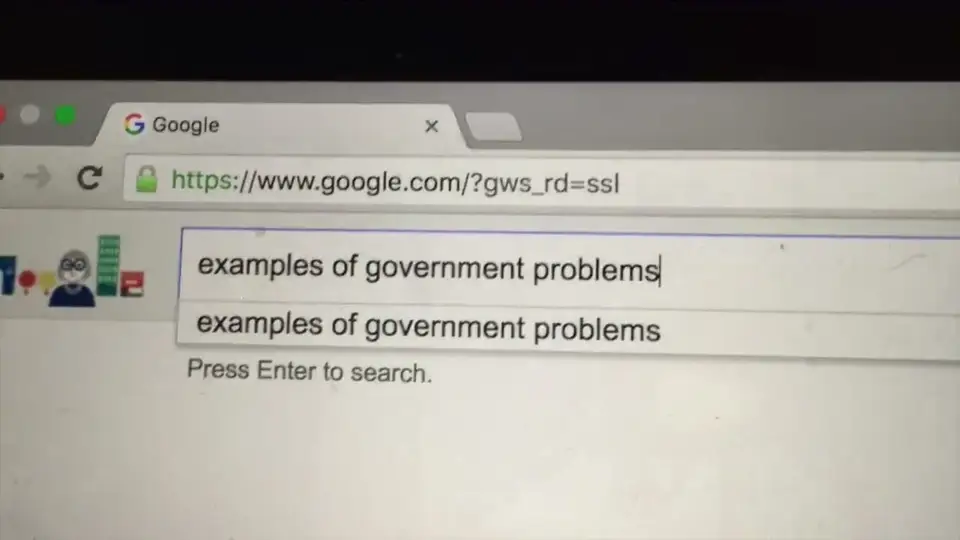 Google
https://www.google.com/?gws_rd=ssl
examples of government problems
examples of government problems
Press Enter to search.